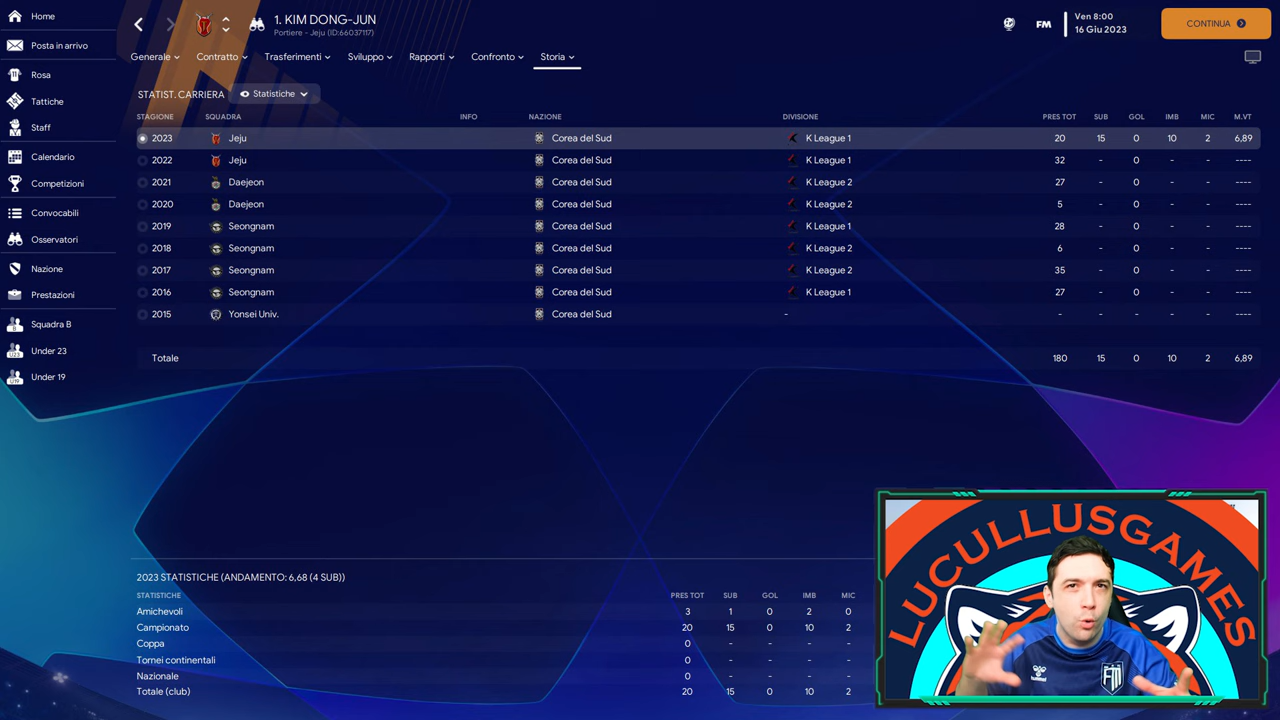 Home
Posta in arrivo
Rosa
Tattiche
Staff
Calendario
Competizioni
Convocabili
Osservatori
Nazione
Prestazioni
Squadra B
Under 23
Under 19
1. KIM DONG-JUN
Portiere - Jeju (ID:66037117)
FM
Ven 8:00
16 Giu 2023
CONTINUA
Generale Contratto Trasferimenti Sviluppo Rapporti Confronto Storia
STATIST. CARRIERA Statistiche
STAGIONE SQUADRA INFO NAZIONE DIVISIONE PRES TOT SUB GOL IMB MIC M.VT
2023 Jeju Corea del Sud K League 1 20 15 0 10 2 6,89
2022 Jeju Corea del Sud K League 1 32 - 0 - - ----
2021 Daejeon Corea del Sud K League 2 27 - 0 - - ----
2020 Daejeon Corea del Sud K League 2 5 - 0 - - ----
2019 Seongnam Corea del Sud K League 1 28 - 0 - - ----
2018 Seongnam Corea del Sud K League 2 6 - 0 - - ----
2017 Seongnam Corea del Sud K League 2 35 - 0 - - ----
2016 Seongnam Corea del Sud K League 1 27 - 0 - - ----
2015 Yonsei Univ. Corea del Sud - - - - - - ----
Totale 180 15 0 10 2 6,89
2023 STATISTICHE (ANDAMENTO: 6,68 (4 SUB))
STATISTICHE PRES TOT SUB GOL IMB MIC
Amichevoli 3 1 0 2 0
Campionato 20 15 0 10 2
Coppa 0 - - - -
Tornei continentali 0 - - - -
Nazionale 0 - - - -
Totale (club) 20 15 0 10 2
LUCULLUSGAMES
hummel